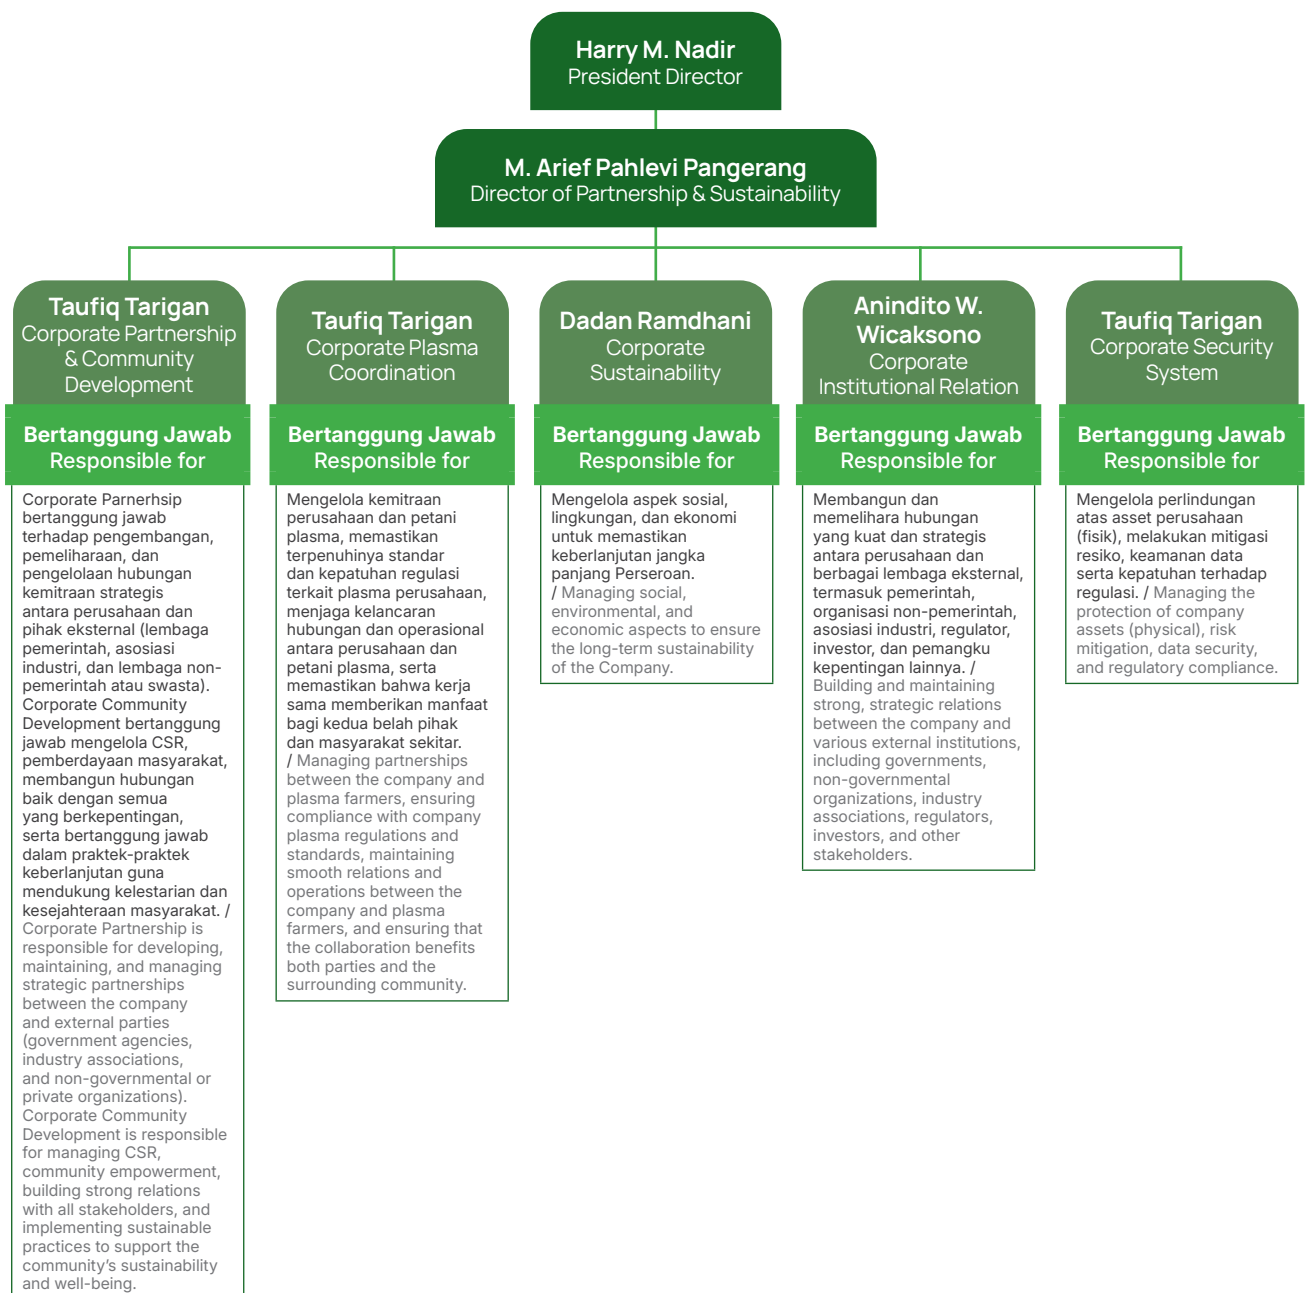 Harry M. Nadir
President Director
M. Arief Pahlevi Pangerang
Director of Partnership & Sustainability
Taufiq Tarigan
Corporate Partnership
& Community
Development
Bertanggung Jawab
Responsible for
Corporate Parnerhsip
bertanggung jawab
terhadap pengembangan,
pemeliharaan, dan
pengelolaan hubungan
kemitraan strategis
antara perusahaan dan
pihak eksternal (lembaga
pemerintah, asosiasi
industri, dan lembaga non-
pemerintah atau swasta).
Corporate Community
Development bertanggung
jawab mengelola CSR,
pemberdayaan masyarakat,
membangun hubungan
baik dengan semua
yang berkepentingan,
serta bertanggung jawab
dalam praktek-praktek
keberlanjutan guna
mendukung kelestarian dan
kesejahteraan masyarakat. /
Corporate Partnership is
responsible for developing,
maintaining, and managing
strategic partnerships
between the company
and external parties
(government agencies,
industry associations,
and non-governmental or
private organizations).
Corporate Community
Development is responsible
for managing CSR,
community empowerment,
building strong relations
with all stakeholders, and
implementing sustainable
practices to support the
community's sustainability
and well-being.
Taufiq Tarigan
Corporate Plasma
Coordination
Bertanggung Jawab
Responsible for
Mengelola kemitraan
perusahaan dan petani
plasma, memastikan
terpenuhinya standar
dan kepatuhan regulasi
terkait plasma perusahaan,
menjaga kelancaran
hubungan dan operasional
antara perusahaan dan
petani plasma, serta
memastikan bahwa kerja
sama memberikan manfaat
bagi kedua belah pihak
dan masyarakat sekitar.
/ Managing partnerships
between the company and
plasma farmers, ensuring
compliance with company
plasma regulations and
standards, maintaining
smooth relations and
operations between the
company and plasma
farmers, and ensuring that
the collaboration benefits
both parties and the
surrounding community.
Dadan Ramdhani
Corporate
Sustainability
Bertanggung Jawab
Responsible for
Mengelola aspek sosial,
lingkungan, dan ekonomi
untuk memastikan
keberlanjutan jangka
panjang Perseroan.
/ Managing social,
environmental, and
economic aspects to ensure
the long-term sustainability
of the Company.
Anindito W.
Wicaksono
Corporate
Institutional Relation
Bertanggung Jawab
Responsible for
Membangun dan
memelihara hubungan
yang kuat dan strategis
antara perusahaan dan
berbagai lembaga eksternal,
termasuk pemerintah,
organisasi non-pemerintah,
asosiasi industri, regulator,
investor, dan pemangku
kepentingan lainnya. /
Building and maintaining
strong, strategic relations
between the company and
various external institutions,
including governments,
non-governmental
organizations, industry
associations, regulators,
investors, and other
stakeholders.
Taufiq Tarigan
Corporate Security
System
Bertanggung Jawab
Responsible for
Mengelola perlindungan
atas asset perusahaan
(fisik), melakukan mitigasi
resiko, keamanan data
serta kepatuhan terhadap
regulasi. / Managing the
protection of company
assets (physical), risk
mitigation, data security,
and regulatory compliance.